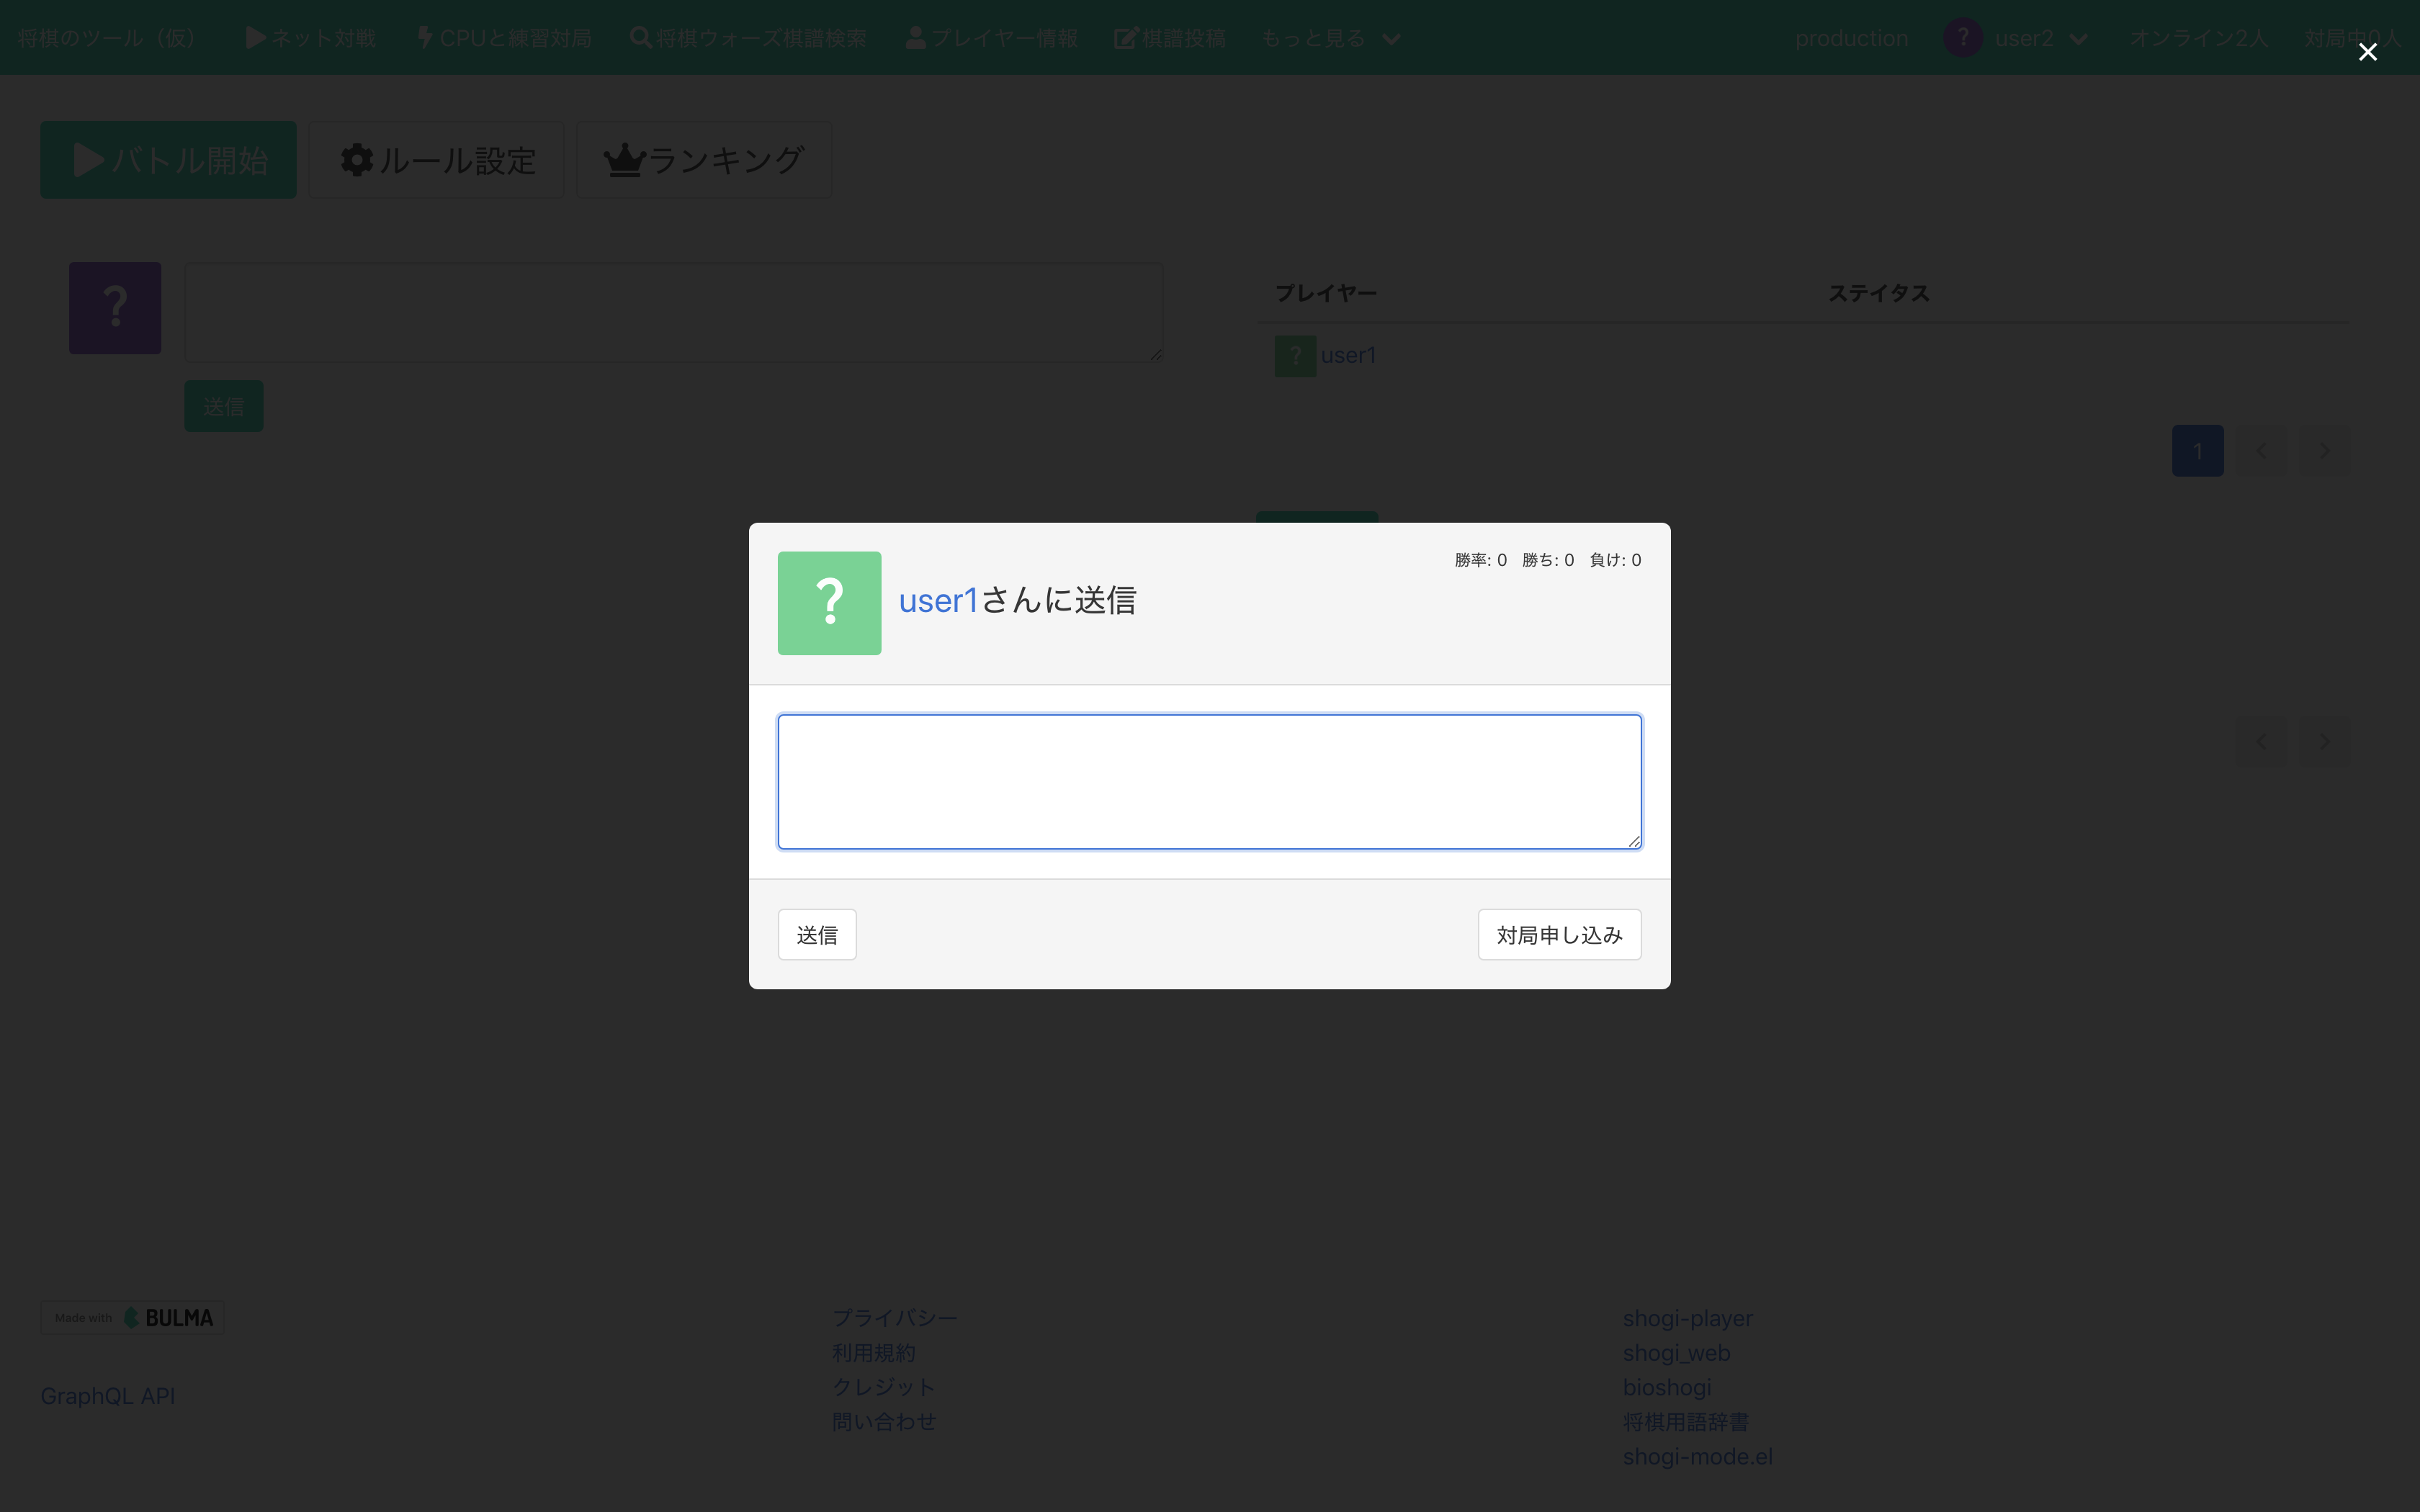 将棋のツール（仮） ネット対戦 CPUと練習対局 将棋ウォーズ棋譜検索 プレイヤー情報 棋譜投稿 もっと見る production ? user2 オンライン2人 対局中0人
バトル開始 ルール設定 ランキング
?
送信
プレイヤー ステイタス
? user1
1
? user1さんに送信
勝率: 0 勝ち: 0 負け: 0
送信 対局申し込み
Made with BULMA
GraphQL API
プライバシー
利用規約
クレジット
問い合わせ
shogi-player
shogi_web
bioshogi
将棋用語辞書
shogi-mode.el